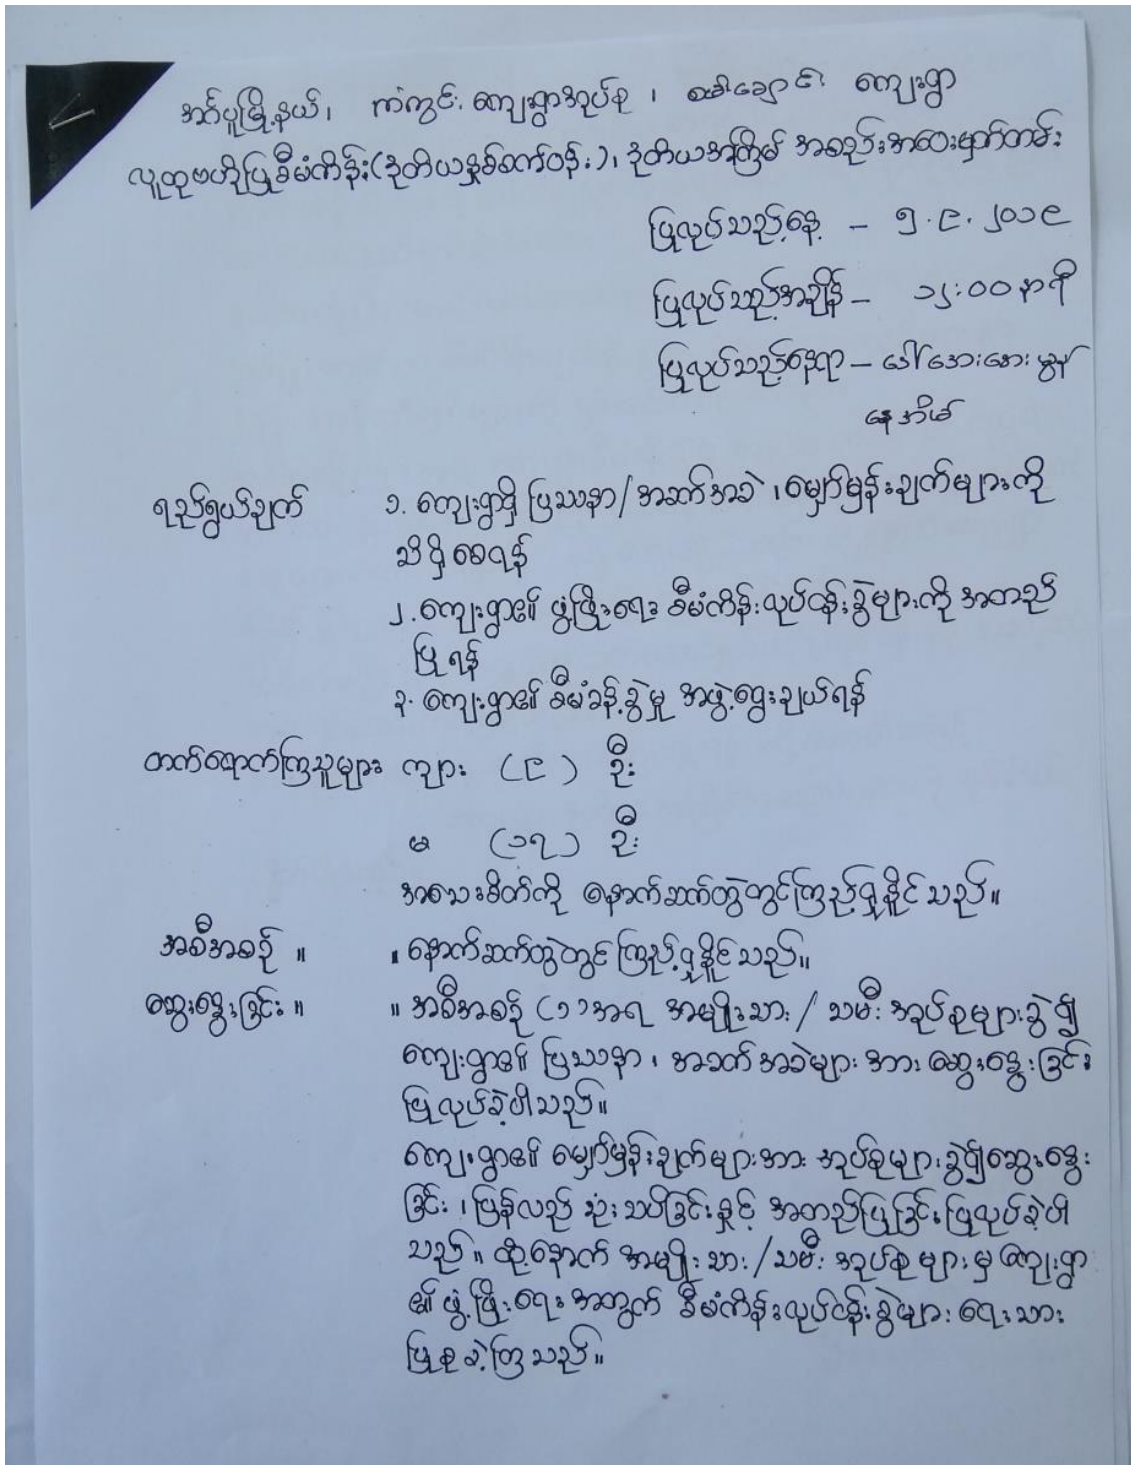 အင်ပူမြို့နယ်၊ ကံကွင်း ကျေးရွာအုပ်စု ၊ ကျေးရွာ
လူထုဗဟိုပြုစီမံကိန်း(ဒုတိယနှစ်စက်ဝန်း)၊ ဒုတိယအကြိမ် အစည်းအဝေးမှတ်တမ်း
ပြုလုပ်သည့်နေ့ – ၅.၉.၂၀၁၉
ပြုလုပ်သည့်အချိန် – ၁၂:၀၀ နာရီ
ပြုလုပ်သည့်နေရာ – ဒေါ်အေးအေးမွန်
နေအိမ်
ရည်ရွယ်ချက် ၁. ကျေးရွာရှိ ပြဿနာ/အခက်အခဲ ၊ မျှော်မှန်းချက်များကို
သိရှိစေရန်
၂. ကျေးရွာ၏ ဖွံ့ဖြိုးရေး စီမံကိန်းလုပ်ငန်းခွဲများကို အတည်
ပြုရန်
၃. ကျေးရွာ၏ စီမံခန့်ခွဲမှု အဖွဲ့ရွေးချယ်ရန်
တက်ရောက်ကြသူများ ကျား (၉) ဦး
မ (၁၇) ဦး
အသေးစိတ်ကို နောက်ဆက်တွဲတွင်ကြည့်ရှုနိုင်သည်။
အစီအစဉ် ။ ။ နောက်ဆက်တွဲတွင် ကြည့်ရှုနိုင်သည်။
ဆွေးနွေးခြင်း ။ ။ အစီအစဉ် (၁)အရ အမျိုးသား/သမီး အုပ်စုများခွဲ၍
ကျေးရွာ၏ ပြဿနာ ၊ အခက်အခဲများအား ဆွေးနွေးခြင်း
ပြုလုပ်ခဲ့ပါသည်။
ကျေးရွာ၏ မျှော်မှန်းချက်များအား အုပ်စုများခွဲ၍ဆွေးနွေး
ခြင်း ၊ ပြန်လည် သုံးသပ်ခြင်းနှင့် အတည်ပြုခြင်း ပြုလုပ်ခဲ့ပါ
သည်။ ထို့နောက် အမျိုးသား/သမီး အုပ်စုများမှ ကျေးရွာ
၏ ဖွံ့ဖြိုးရေး အတွက် စီမံကိန်းလုပ်ငန်းခွဲများ ရေးသား
ပြုစုခဲ့ကြသည်။